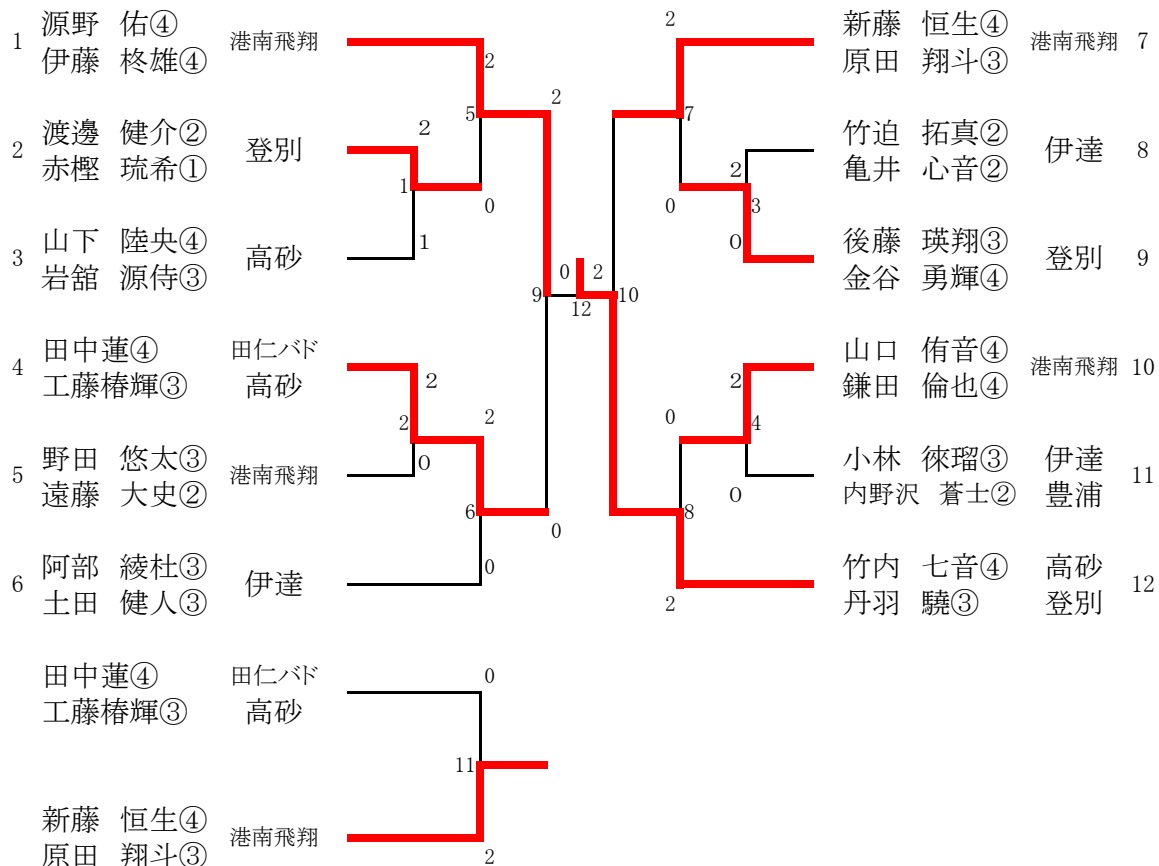 1 源野 佑④ 港南飛翔
伊藤 柊雄④
2 渡邊 健介② 登別
赤樫 琉希①
3 山下 陸央④ 高砂
岩舘 源侍③
4 田中蓮④ 田仁バド
工藤椿輝③ 高砂
5 野田 悠太③ 港南飛翔
遠藤 大史②
6 阿部 綾杜③ 伊達
土田 健人③
2
5
2
2
1
0
1
2
2
2
0
6
0
0
9
0
2
12
10
2
7
2
0
3
0
0
2
4
0
8
2
新藤 恒生④ 港南飛翔 7
原田 翔斗③
竹迫 拓真② 伊達 8
亀井 心音②
後藤 瑛翔③ 登別 9
金谷 勇輝④
山口 侑音④ 港南飛翔 10
鎌田 倫也④
小林 徠瑠③ 伊達 11
内野沢 蒼士② 豊浦
竹内 七音④ 高砂 12
丹羽 驍③ 登別
田中蓮④ 田仁バド
工藤椿輝③ 高砂
0
11
新藤 恒生④ 港南飛翔
原田 翔斗③
2